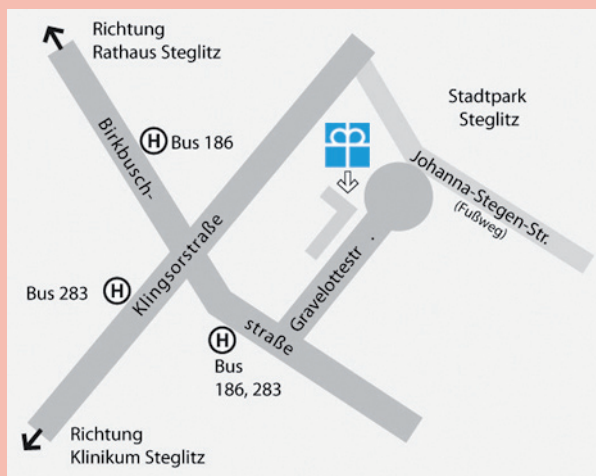 Richtung
Rathaus Steglitz
Stadtpark
Steglitz
H Bus 186
Birkbusch-
Johanna-Stegen-Str.
(Fußweg)
Klingsorstraße
Gravelottestr.
Bus 283 H
straße
H
Bus
186, 283
Richtung
Klinikum Steglitz